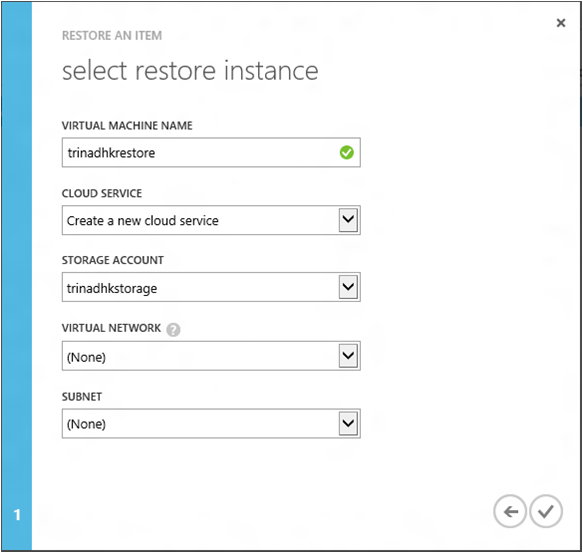 RESTORE AN ITEM
select restore instance
VIRTUAL MACHINE NAME
trinadhkrestore
CLOUD SERVICE
Create a new cloud service
STORAGE ACCOUNT
trinadhkstorage
VIRTUAL NETWORK ?
(None)
SUBNET
(None)
1